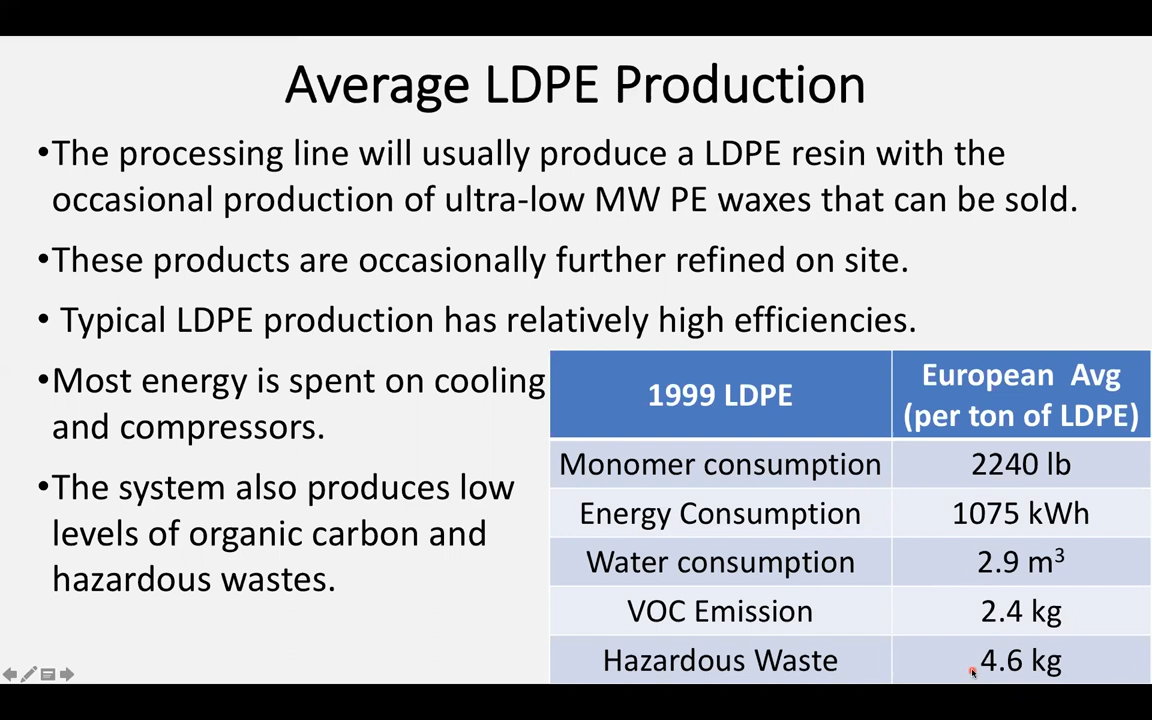 Average LDPE Production
•The processing line will usually produce a LDPE resin with the
occasional production of ultra-low MW PE waxes that can be sold.
•These products are occasionally further refined on site.
• Typical LDPE production has relatively high efficiencies.
•Most energy is spent on cooling
and compressors.
•The system also produces low
levels of organic carbon and
hazardous wastes.
1999 LDPE
European Avg
(per ton of LDPE)
Monomer consumption 2240 lb
Energy Consumption 1075 kWh
Water consumption 2.9 m³
VOC Emission 2.4 kg
Hazardous Waste 4.6 kg